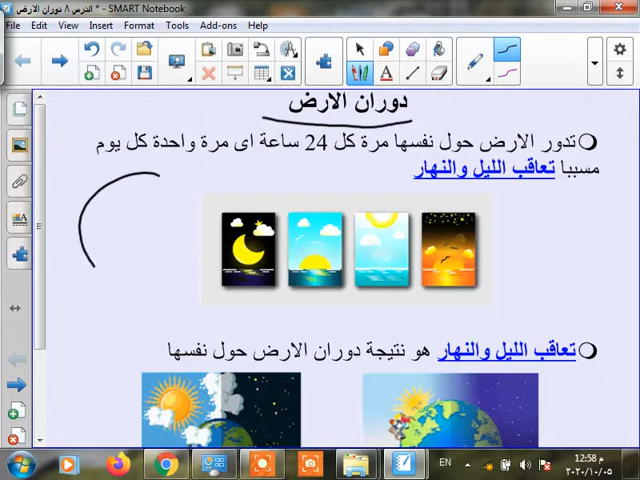 الدرس ٨ دوران الارض * - SMART Notebook
File Edit View Insert Format Tools Add-ons Help
دوران الارض
تدور الارض حول نفسها مرة كل 24 ساعة اى مرة واحدة كل يوم
مسببا تعاقب الليل والنهار
تعاقب الليل والنهار هو نتيجة دوران الارض حول نفسها
EN
12:58 م
٢٠٢٠/١٠/٠٥